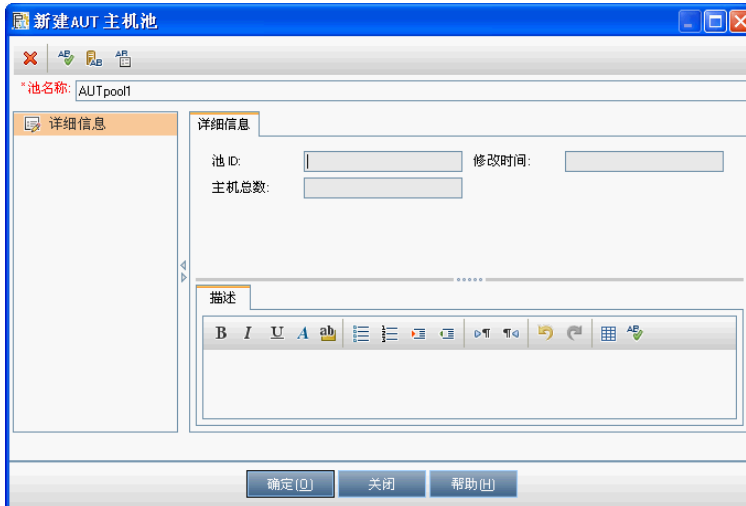 新建AUT 主机池
*池名称: AUTpool1
详细信息
详细信息
池 ID:
修改时间:
主机总数:
描述
B I U A ab
确定(O) 关闭 帮助(H)